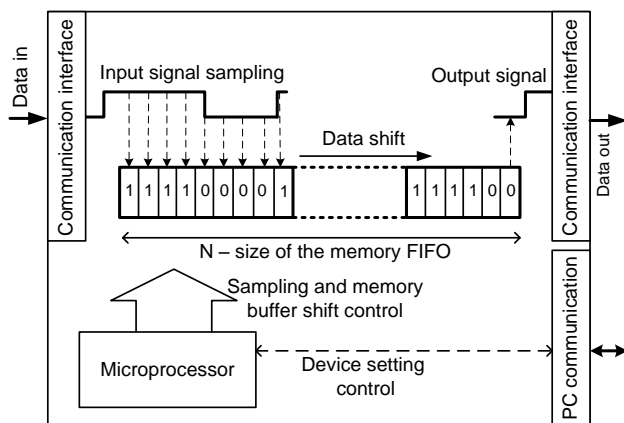 Data in
Communication interface
Input signal sampling
Output signal
Data shift
1 1 1 1 0 0 0 0 1
1 1 1 1 0 0
Communication interface
Data out
N – size of the memory FIFO
Sampling and memory
buffer shift control
Microprocessor
Device setting
control
PC communication